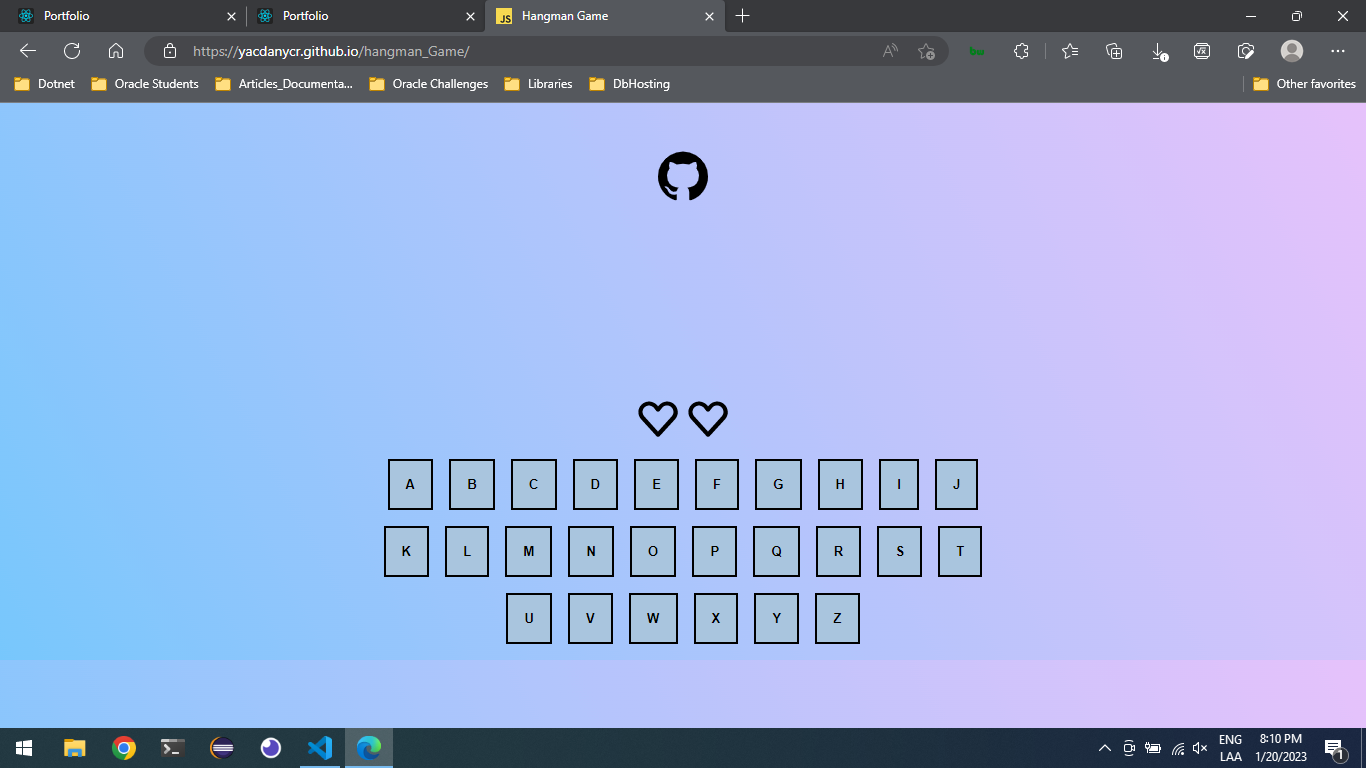 Portfolio Portfolio Hangman Game
JS
https://yacdanycr.github.io/hangman_Game/
Dotnet Oracle Students Articles_Documenta... Oracle Challenges Libraries DbHosting Other favorites
A B C D E F G H I J
K L M N O P Q R S T
U V W X Y Z
ENG 8:10 PM
LAA 1/20/2023 1